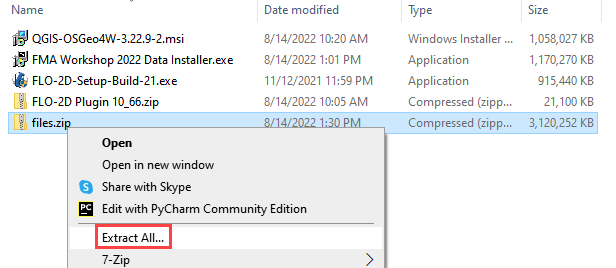 Name Date modified Type Size
QGIS-OSGeo4W-3.22.9-2.msi 8/14/2022 10:20 AM Windows Installer ... 1,058,027 KB
FMA Workshop 2022 Data Installer.exe 8/14/2022 1:01 PM Application 1,170,270 KB
FLO-2D-Setup-Build-21.exe 11/12/2021 11:59 PM Application 915,440 KB
FLO-2D Plugin 10_66.zip 8/14/2022 10:05 AM Compressed (zipp... 21,100 KB
files.zip 8/14/2022 1:30 PM Compressed (zipp... 3,120,252 KB
Open
Open in new window
Share with Skype
PC Edit with PyCharm Community Edition
Extract All...
7-Zip